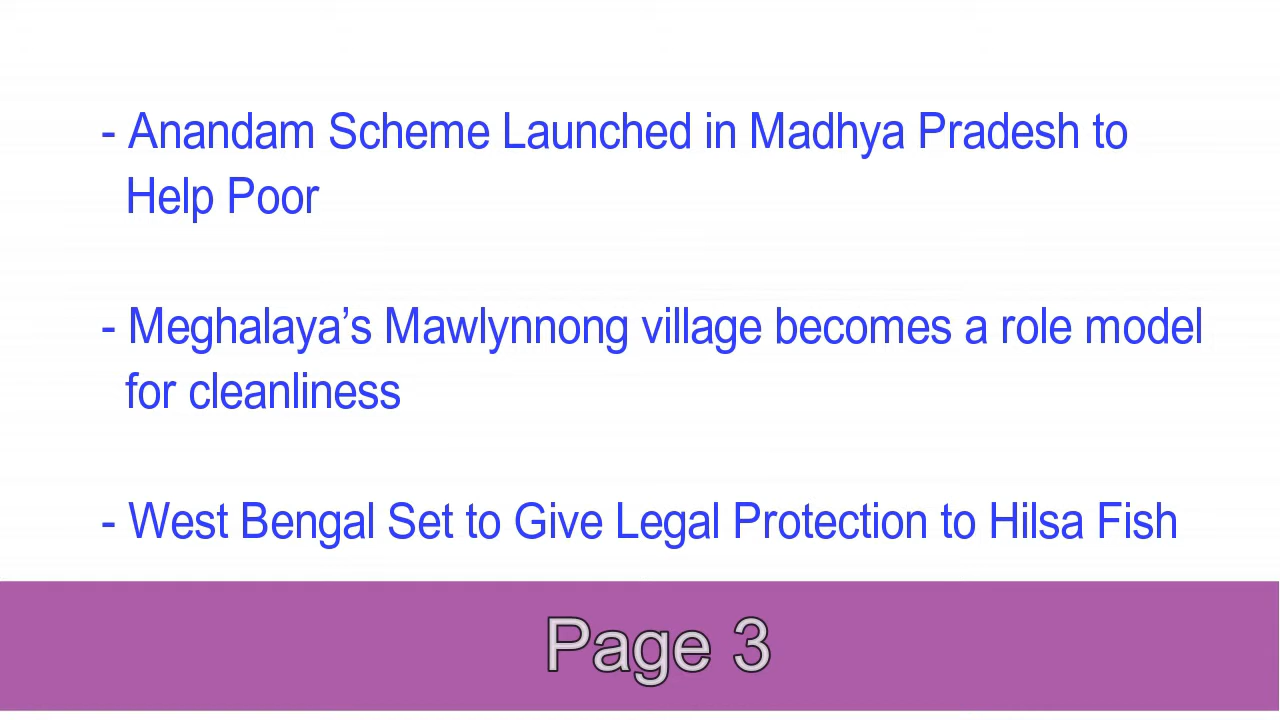 - Anandam Scheme Launched in Madhya Pradesh to
Help Poor
- Meghalaya’s Mawlynnong village becomes a role model
for cleanliness
- West Bengal Set to Give Legal Protection to Hilsa Fish
Page 3